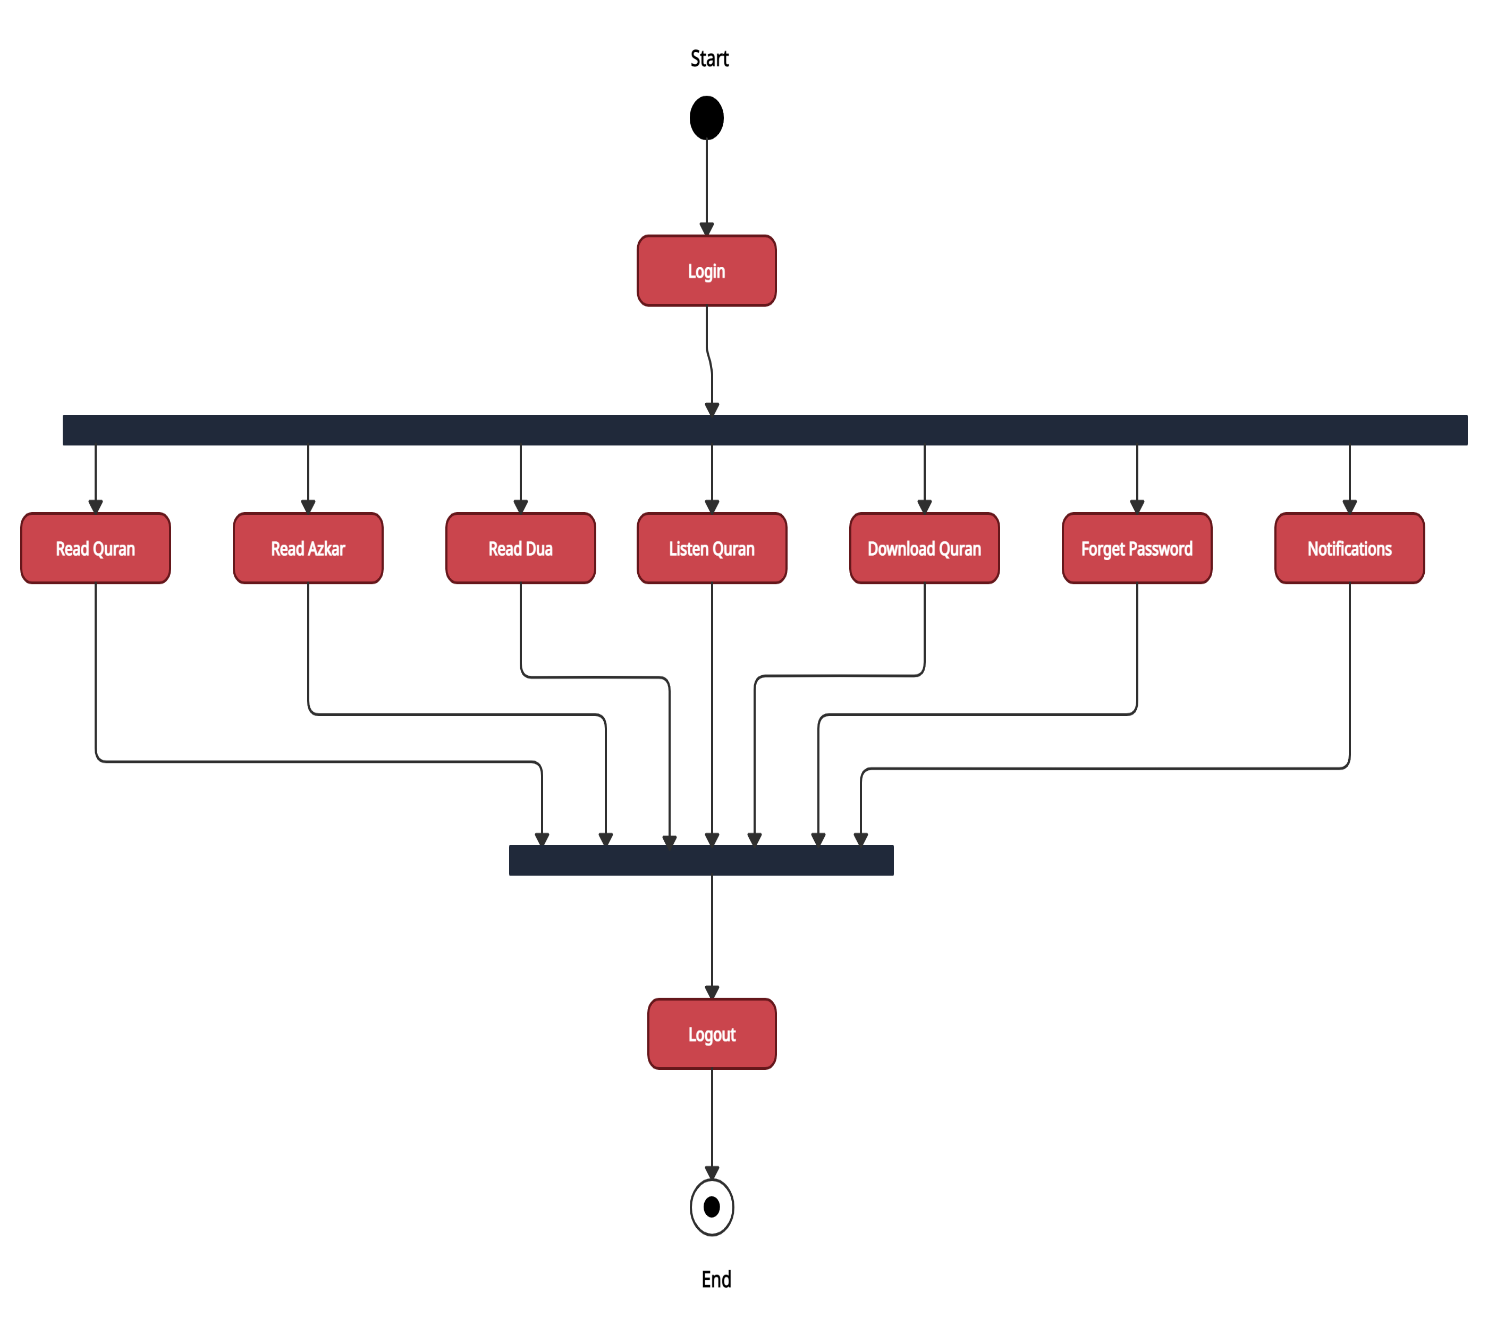 Start
Login
Read Quran
Read Azkar
Read Dua
Listen Quran
Download Quran
Forget Password
Notifications
Logout
End